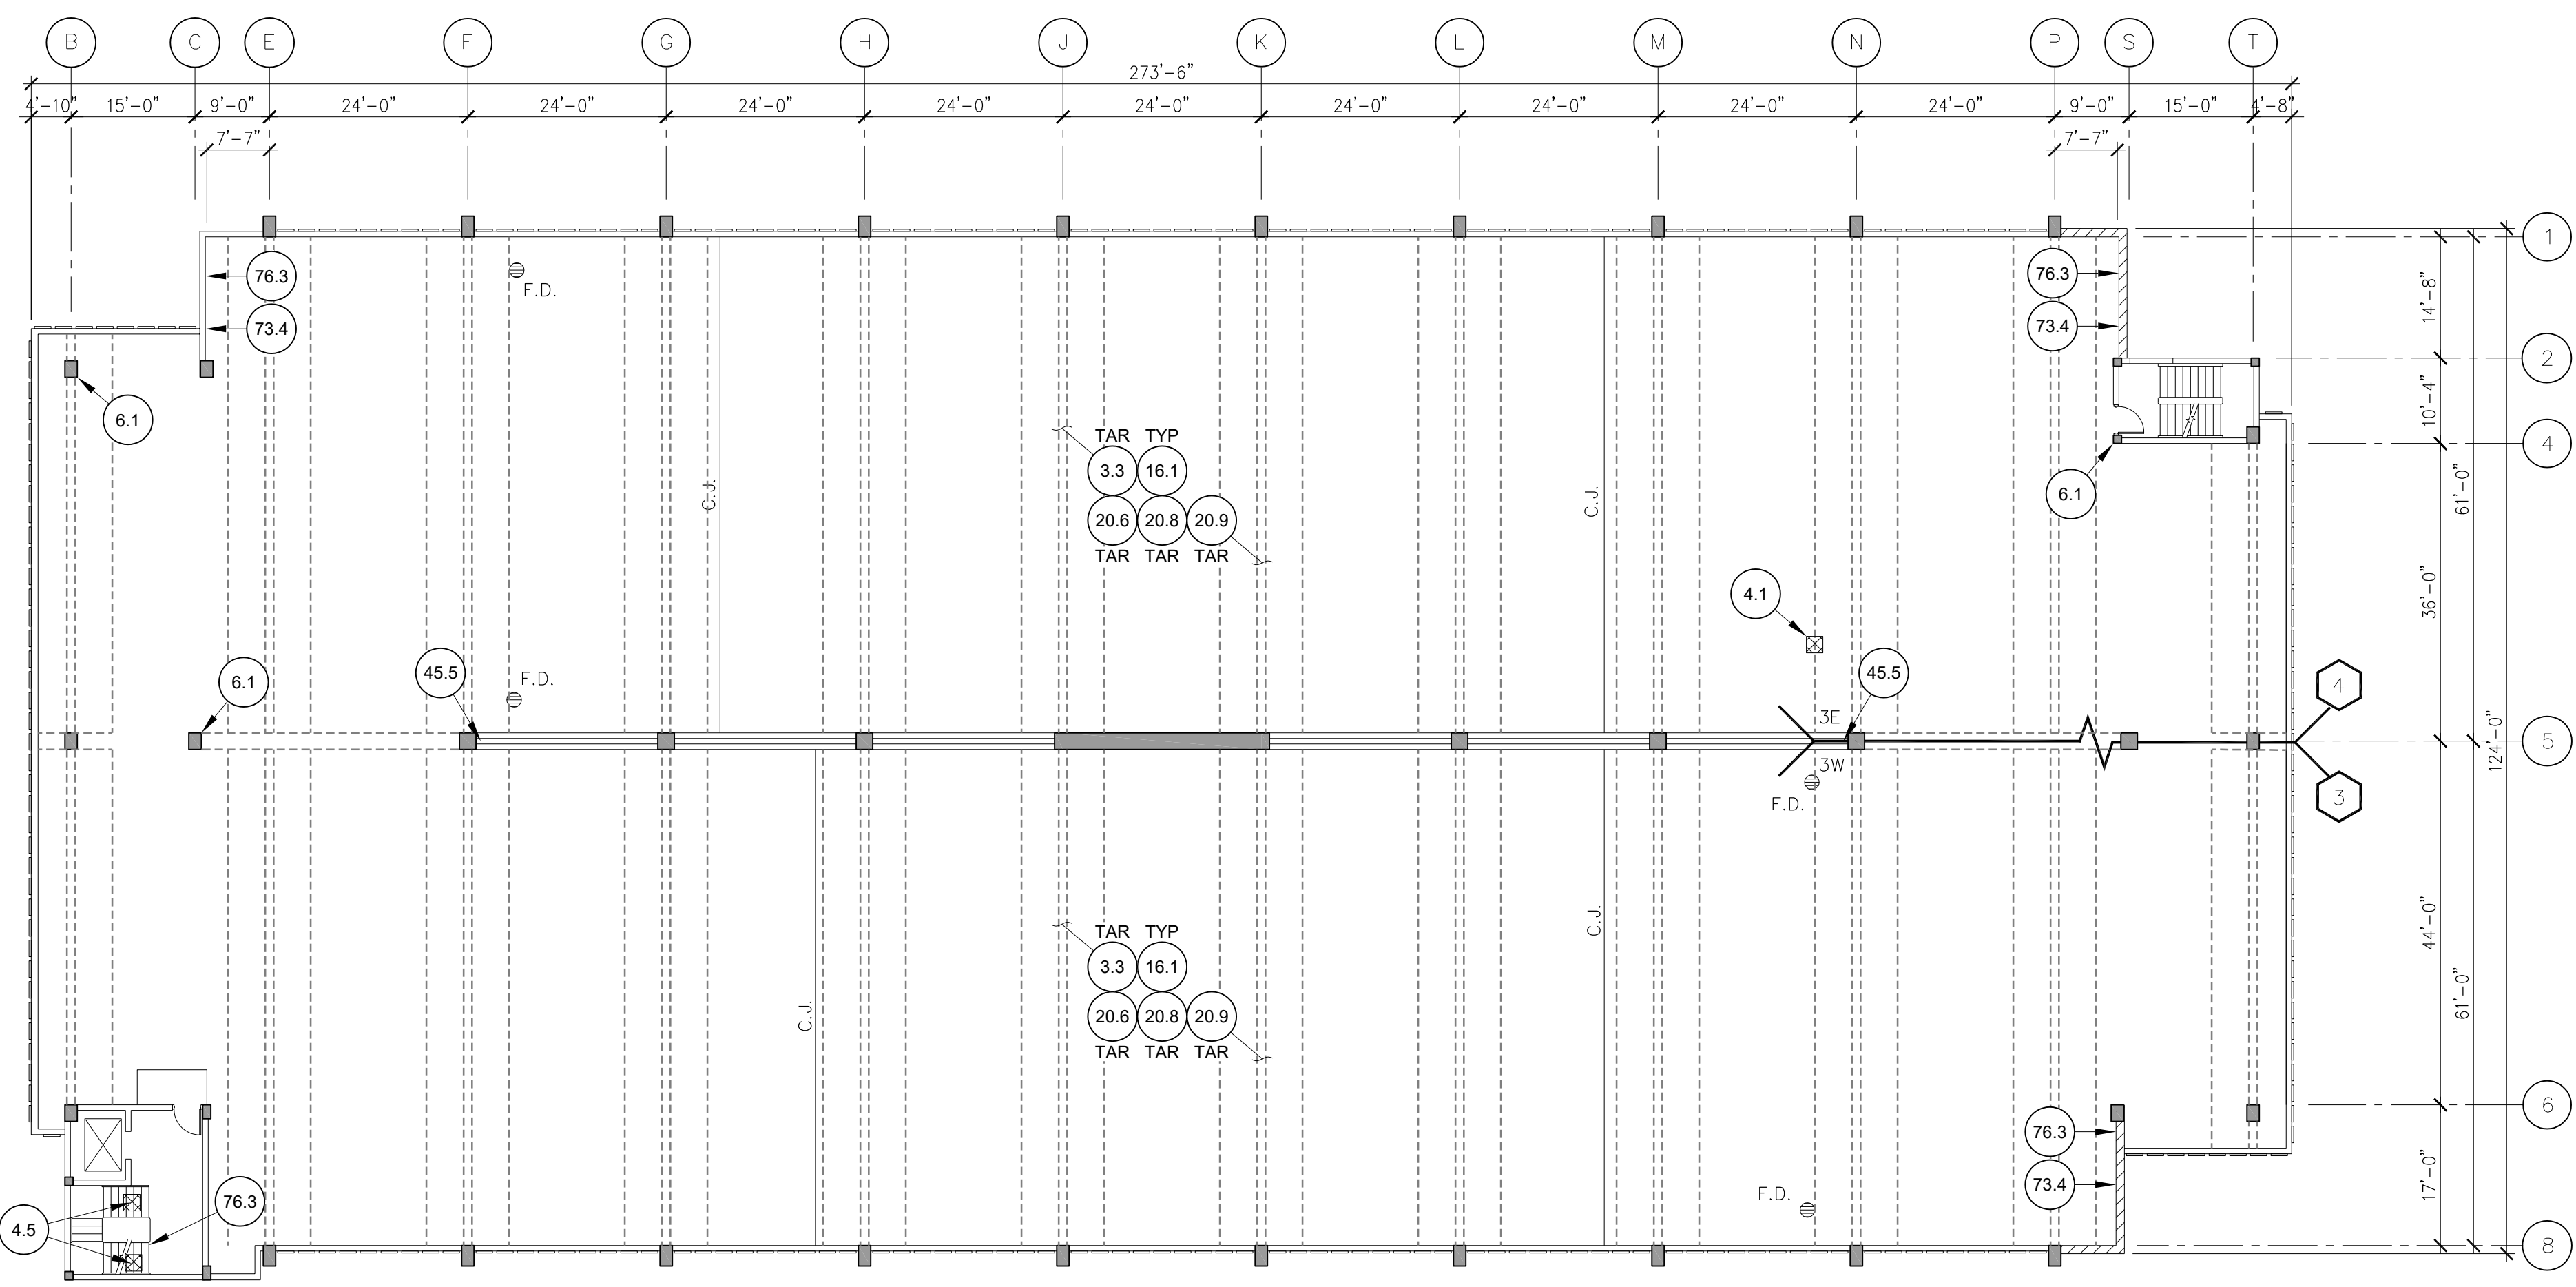 B C E F G H J K L M N P S T
273'-6"
4'-10" 15'-0" 9'-0" 24'-0" 24'-0" 24'-0" 24'-0" 24'-0" 24'-0" 24'-0" 24'-0" 24'-0" 9'-0" 15'-0" 4'-8"
7'-7" 7'-7"
1
76.3 76.3
F.D.
14'-8"
73.4 73.4
2
10'-4"
6.1
TAR TYP
4
3.3 16.1
61'-0"
C.J. C.J.
6.1
20.6 20.8 20.9
TAR TAR TAR
36'-0"
4.1
6.1 45.5 F.D. 45.5
4
3E
124'-0"
5
3W
3
F.D.
C.J.
44'-0"
TAR TYP
3.3 16.1
61'-0"
C.J.
20.6 20.8 20.9
TAR TAR TAR
6
76.3
17'-0"
73.4
F.D.
76.3
4.5
8